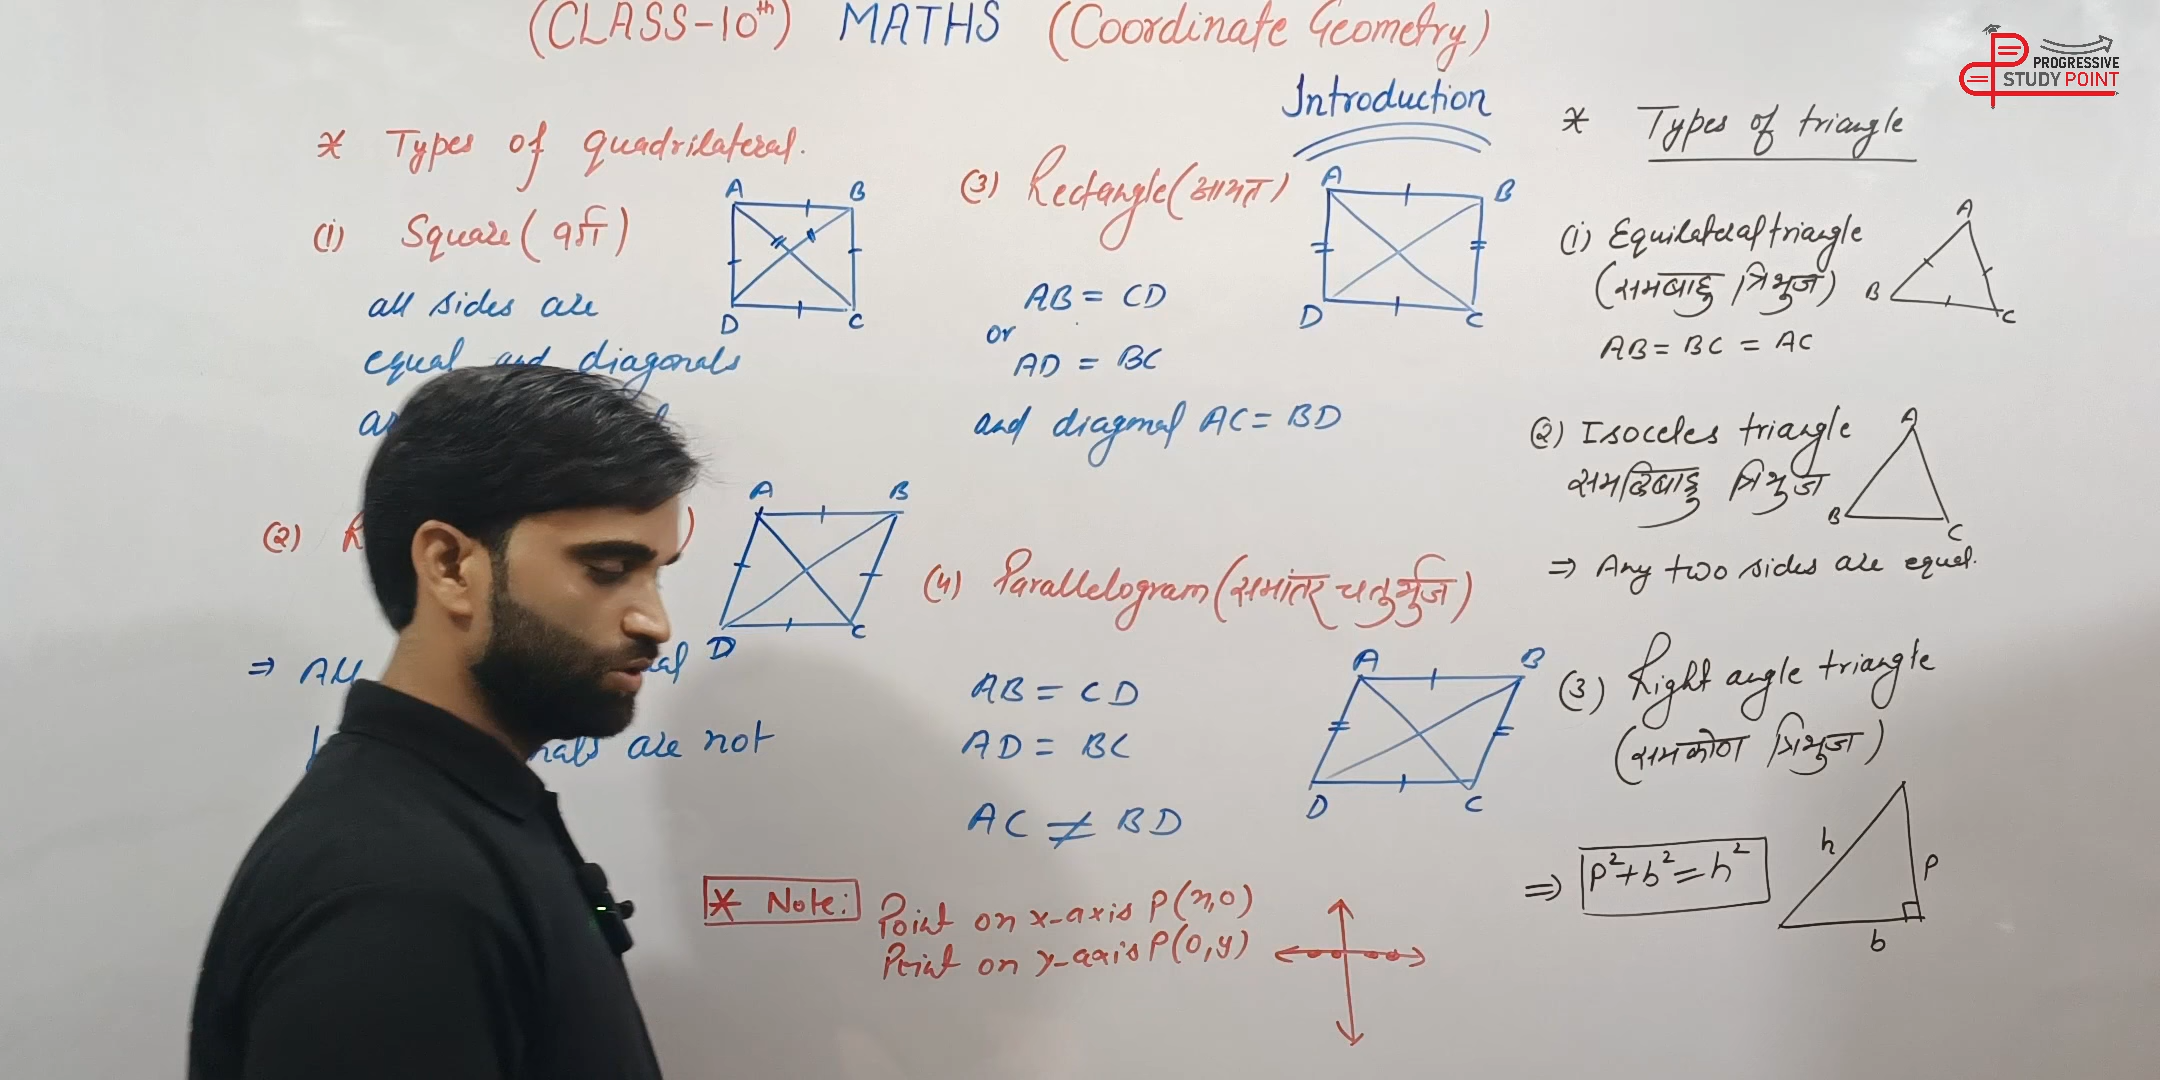 (CLASS-10th) MATHS (Coordinate Geometry)
Introduction
PROGRESSIVE
STUDY POINT
* Types of quadrilateral.
(1) Square (वर्ग)
all sides are
equal and diagonals
A B
D C
(2)
A B
D C
⇒ All D
are not
(3) Rectangle (आयत)
A B
D C
AB = CD
or
AD = BC
and diagonal AC = BD
(4) Parallelogram (समांतर चतुर्भुज)
A B
D C
AB = CD
AD = BC
AC ≠ BD
* Note:
Point on x-axis P(x,0)
Point on y-axis P(0,y)
* Types of triangle
(1) Equilateral triangle
(समबाहु त्रिभुज)
A
B C
AB = BC = AC
(2) Isoceles triangle
समद्विबाहु त्रिभुज
A
B C
⇒ Any two sides are equal.
(3) Right angle triangle
(समकोण त्रिभुज)
⇒ p²+b²=h²
h p
b